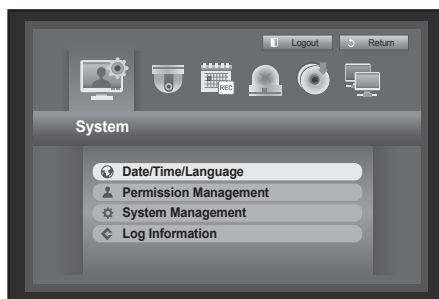 Logout Return
REC
System
Date/Time/Language
Permission Management
System Management
Log Information